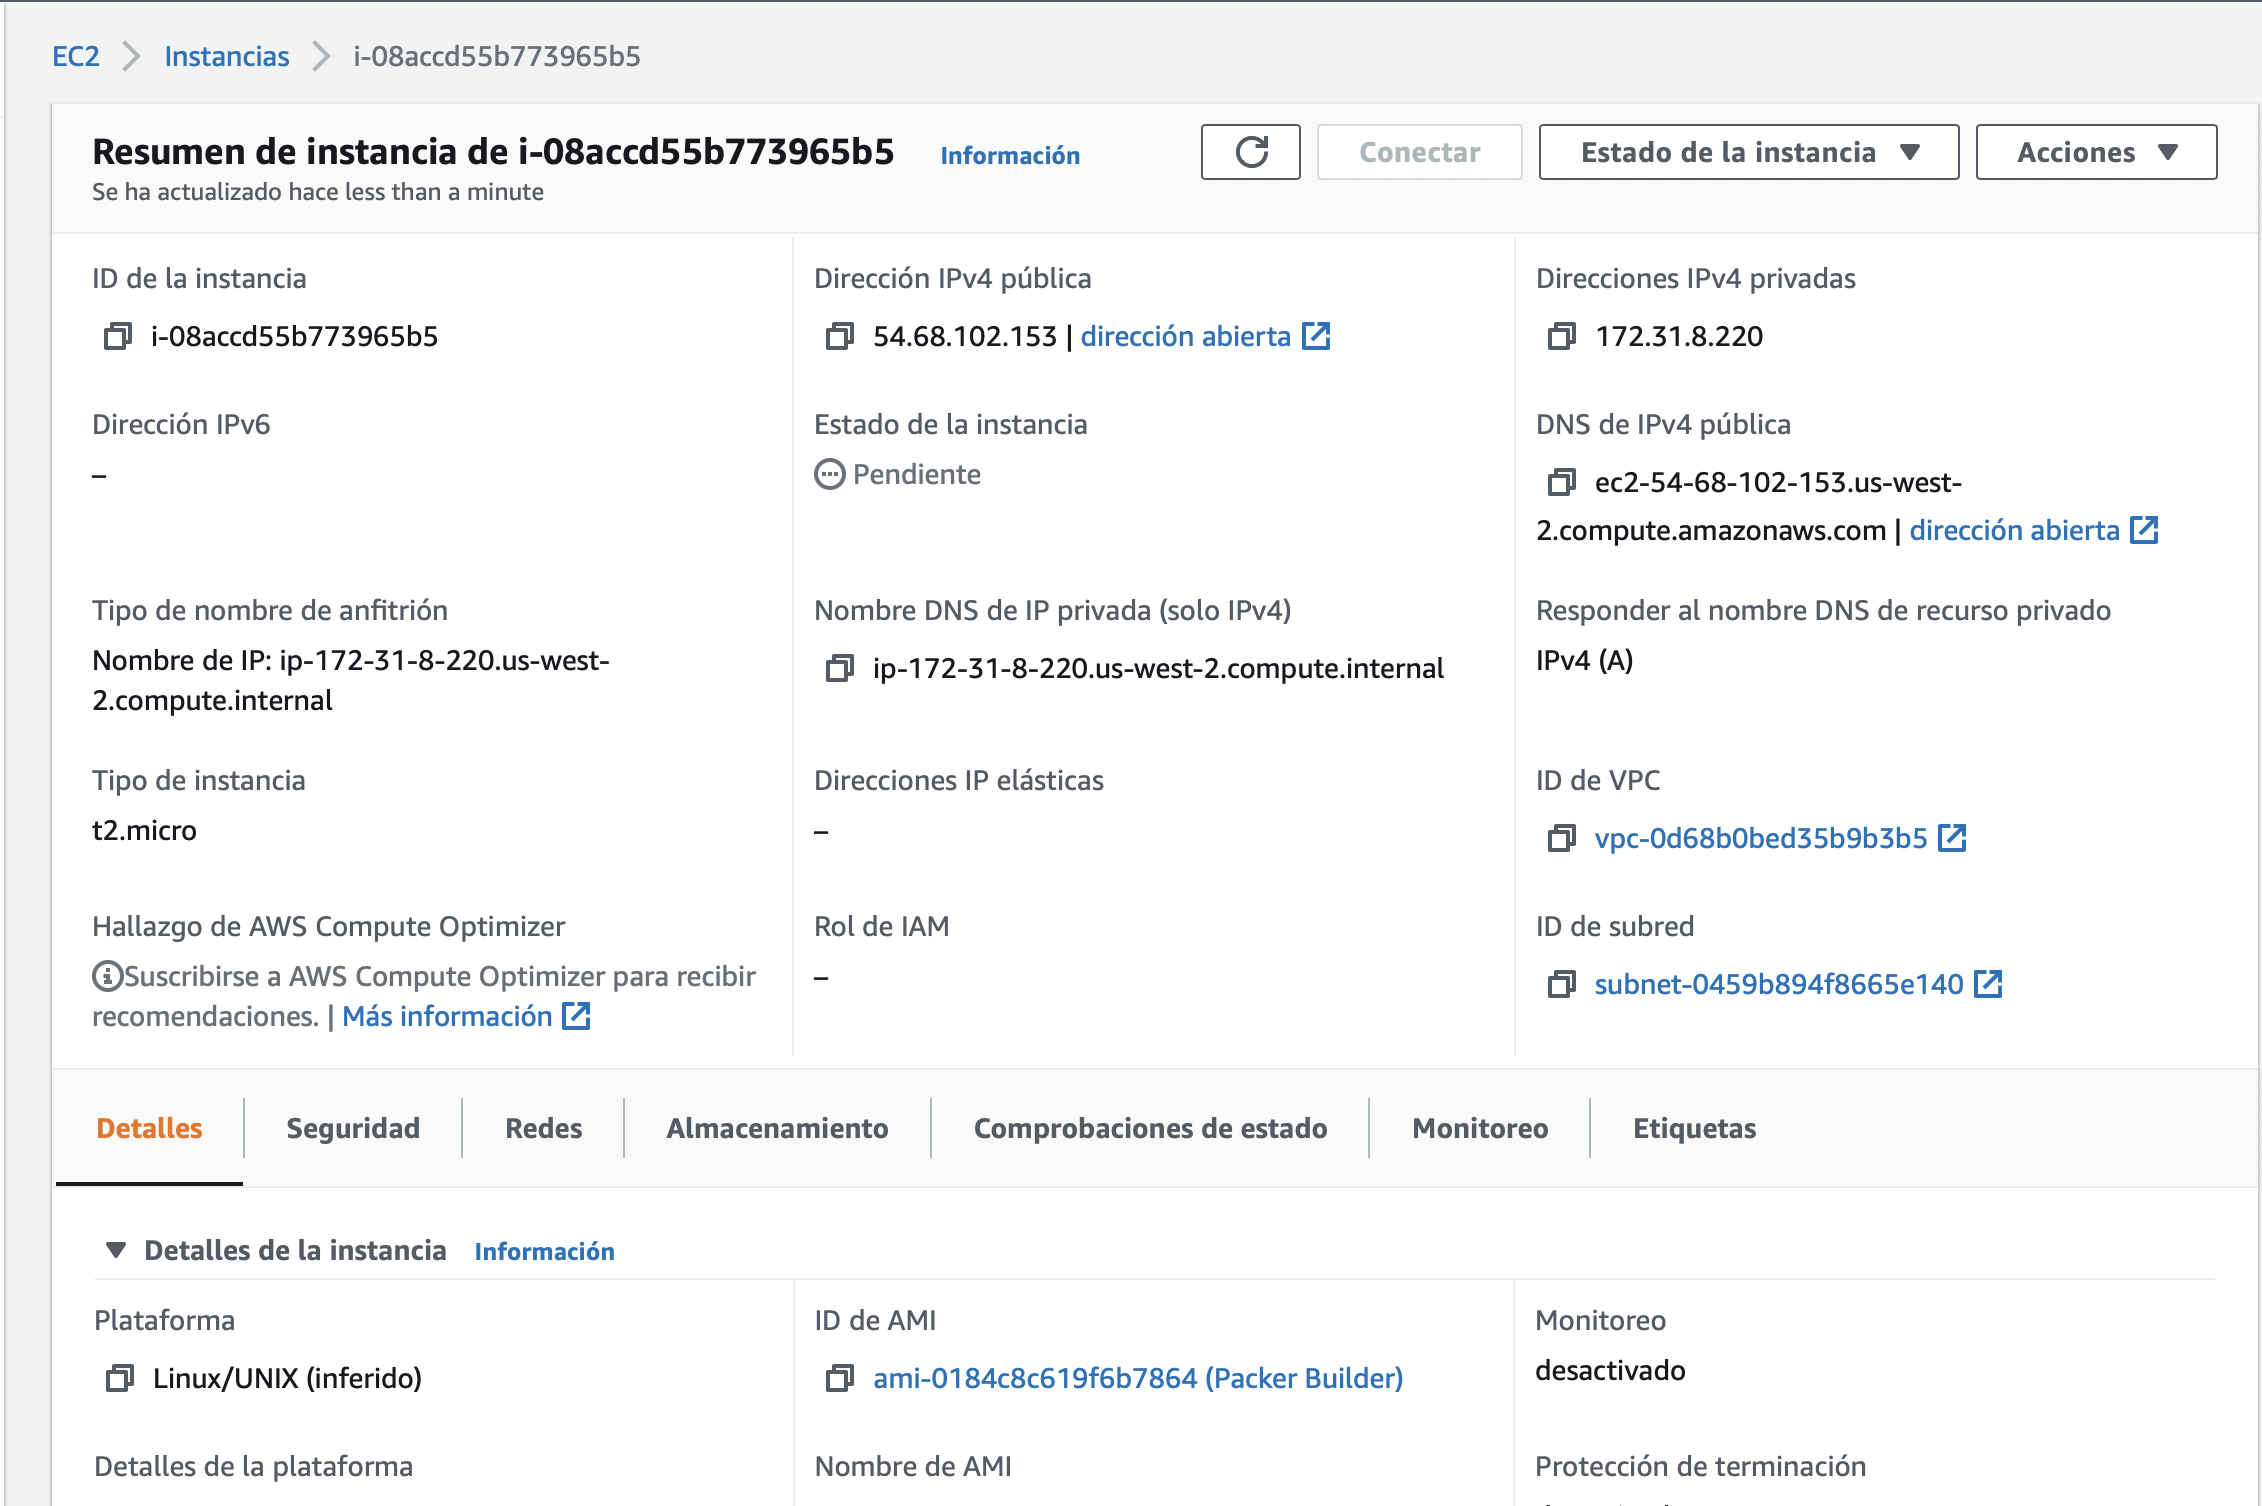 EC2 > Instancias > i-08accd55b773965b5
Resumen de instancia de i-08accd55b773965b5 Información
Se ha actualizado hace less than a minute
Conectar
Estado de la instancia
Acciones
ID de la instancia
i-08accd55b773965b5
Dirección IPv4 pública
54.68.102.153 | dirección abierta
Direcciones IPv4 privadas
172.31.8.220
Dirección IPv6
–
Estado de la instancia
Pendiente
DNS de IPv4 pública
ec2-54-68-102-153.us-west-
2.compute.amazonaws.com | dirección abierta
Tipo de nombre de anfitrión
Nombre de IP: ip-172-31-8-220.us-west-
2.compute.internal
Nombre DNS de IP privada (solo IPv4)
ip-172-31-8-220.us-west-2.compute.internal
Responder al nombre DNS de recurso privado
IPv4 (A)
Tipo de instancia
t2.micro
Direcciones IP elásticas
–
ID de VPC
vpc-0d68b0bed35b9b3b5
Hallazgo de AWS Compute Optimizer
Suscribirse a AWS Compute Optimizer para recibir
recomendaciones. | Más información
Rol de IAM
–
ID de subred
subnet-0459b894f8665e140
Detalles
Seguridad
Redes
Almacenamiento
Comprobaciones de estado
Monitoreo
Etiquetas
Detalles de la instancia Información
Plataforma
Linux/UNIX (inferido)
ID de AMI
ami-0184c8c619f6b7864 (Packer Builder)
Monitoreo
desactivado
Detalles de la plataforma
Nombre de AMI
Protección de terminación